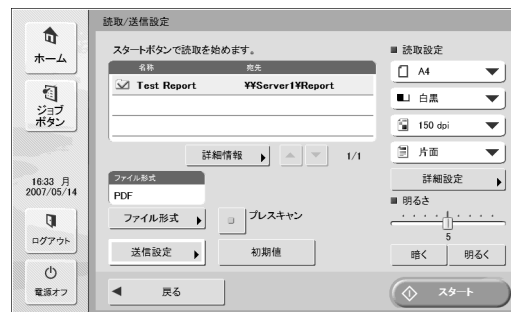 読取/送信設定
ホーム
ジョブ
ボタン
16:33 月
2007/05/14
ログアウト
電源オフ
スタートボタンで読取を始めます。
名称 宛先
Test Report ¥¥Server1¥Report
詳細情報
1/1
ファイル形式
PDF
ファイル形式
プレスキャン
送信設定
初期値
戻る
■ 読取設定
A4
白黒
150 dpi
片面
詳細設定
■ 明るさ
5
暗く
明るく
スタート